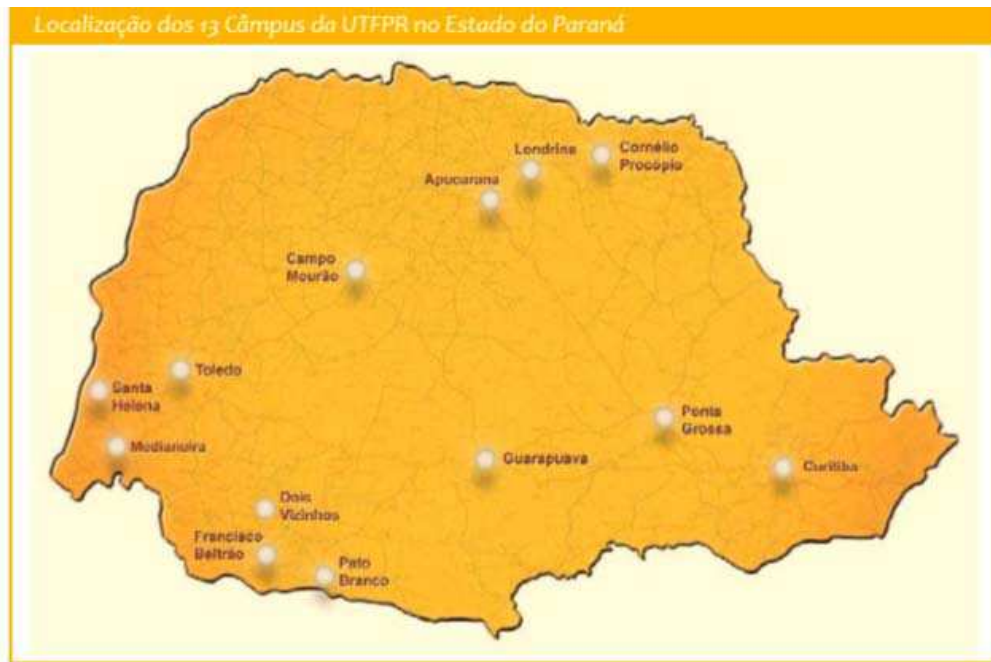 Localização dos 13 Câmpus da UTFPR no Estado do Paraná
Londrina
Cornélio
Procópio
Apucarana
Campo
Mourão
Toledo
Santa
Helena
Medianeira
Ponta
Grossa
Guarapuava
Curitiba
Dois
Vizinhos
Francisco
Beltrão
Pato
Branco